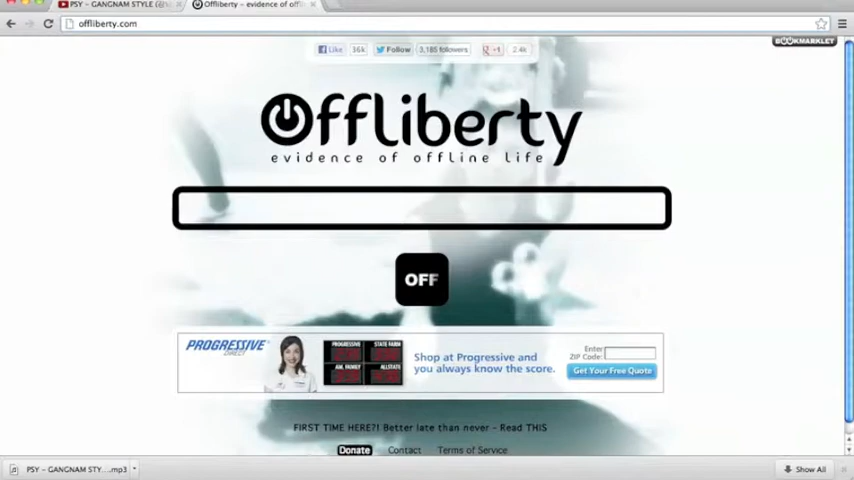 PSY - GANGNAM STYLE (
Offliberty - evidence of offli
offliberty.com
BOOKMARKLET
Like 36k Follow 3,185 followers +1 2.4k
Offliberty
evidence of offline life
OFF
PROGRESSIVE
DIRECT
PROGRESSIVE STATE FARM
AM. FAMILY ALLSTATE
Shop at Progressive and
you always know the score.
Enter
ZIP Code:
Get Your Free Quote
FIRST TIME HERE?! Better late than never - Read THIS
Donate Contact Terms of Service
PSY - GANGNAM STY....mp3 Show All